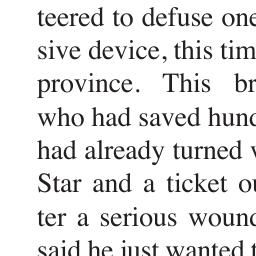 teered to defuse one
sive device, this tim
province. This br
who had saved hund
had already turned
Star and a ticket ou
ter a serious wound
said he just wanted t